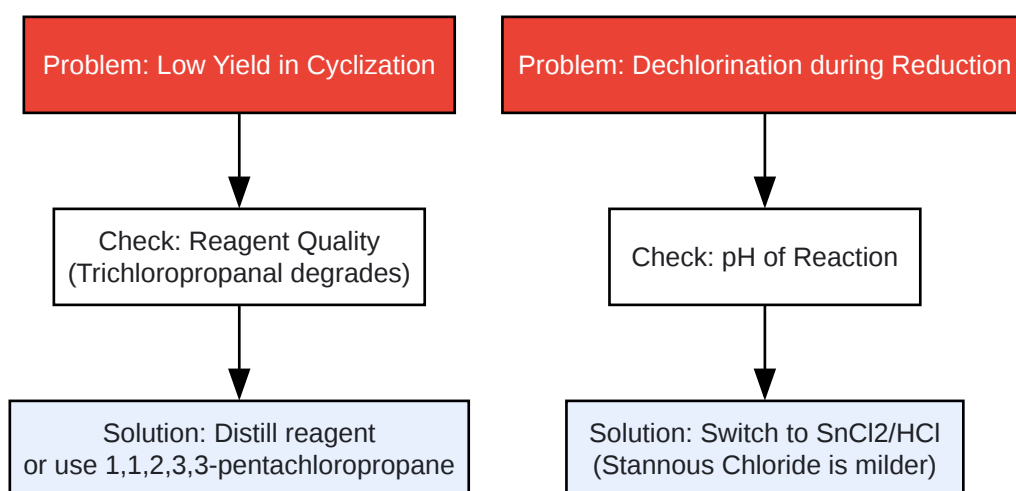 Problem: Low Yield in Cyclization
Check: Reagent Quality
(Trichloropropanal degrades)
Solution: Distill reagent
or use 1,1,2,3,3-pentachloropropane
Problem: Dechlorination during Reduction
Check: pH of Reaction
Solution: Switch to SnCl2/HCl
(Stannous Chloride is milder)